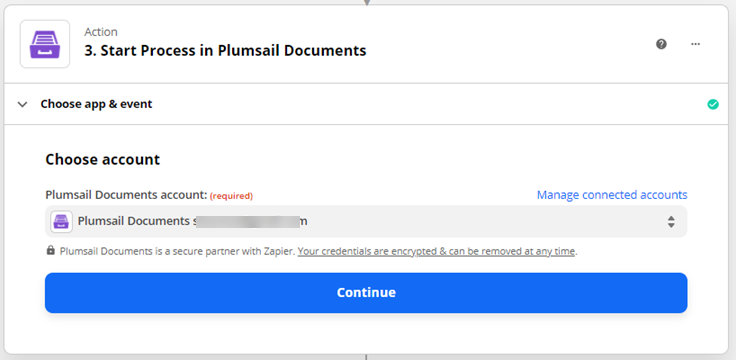 Action
3. Start Process in Plumsail Documents
Choose app & event
Choose account
Plumsail Documents account: (required) Manage connected accounts
Plumsail Documents
Plumsail Documents is a secure partner with Zapier. Your credentials are encrypted & can be removed at any time.
Continue